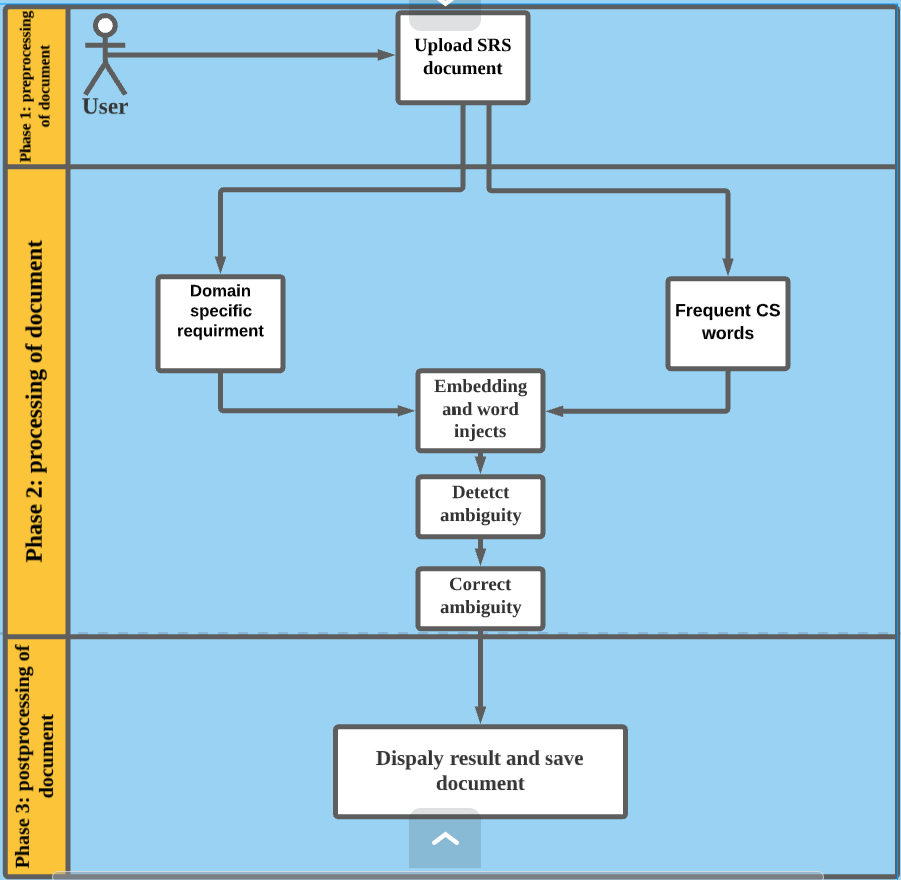 Phase 1: preprocessing
of document
User
Upload SRS
document
Phase 2: processing of document
Domain
specific
requirment
Frequent CS
words
Embedding
and word
injects
Detetct
ambiguity
Correct
ambiguity
Phase 3: postprocessing of
document
Dispaly result and save
document